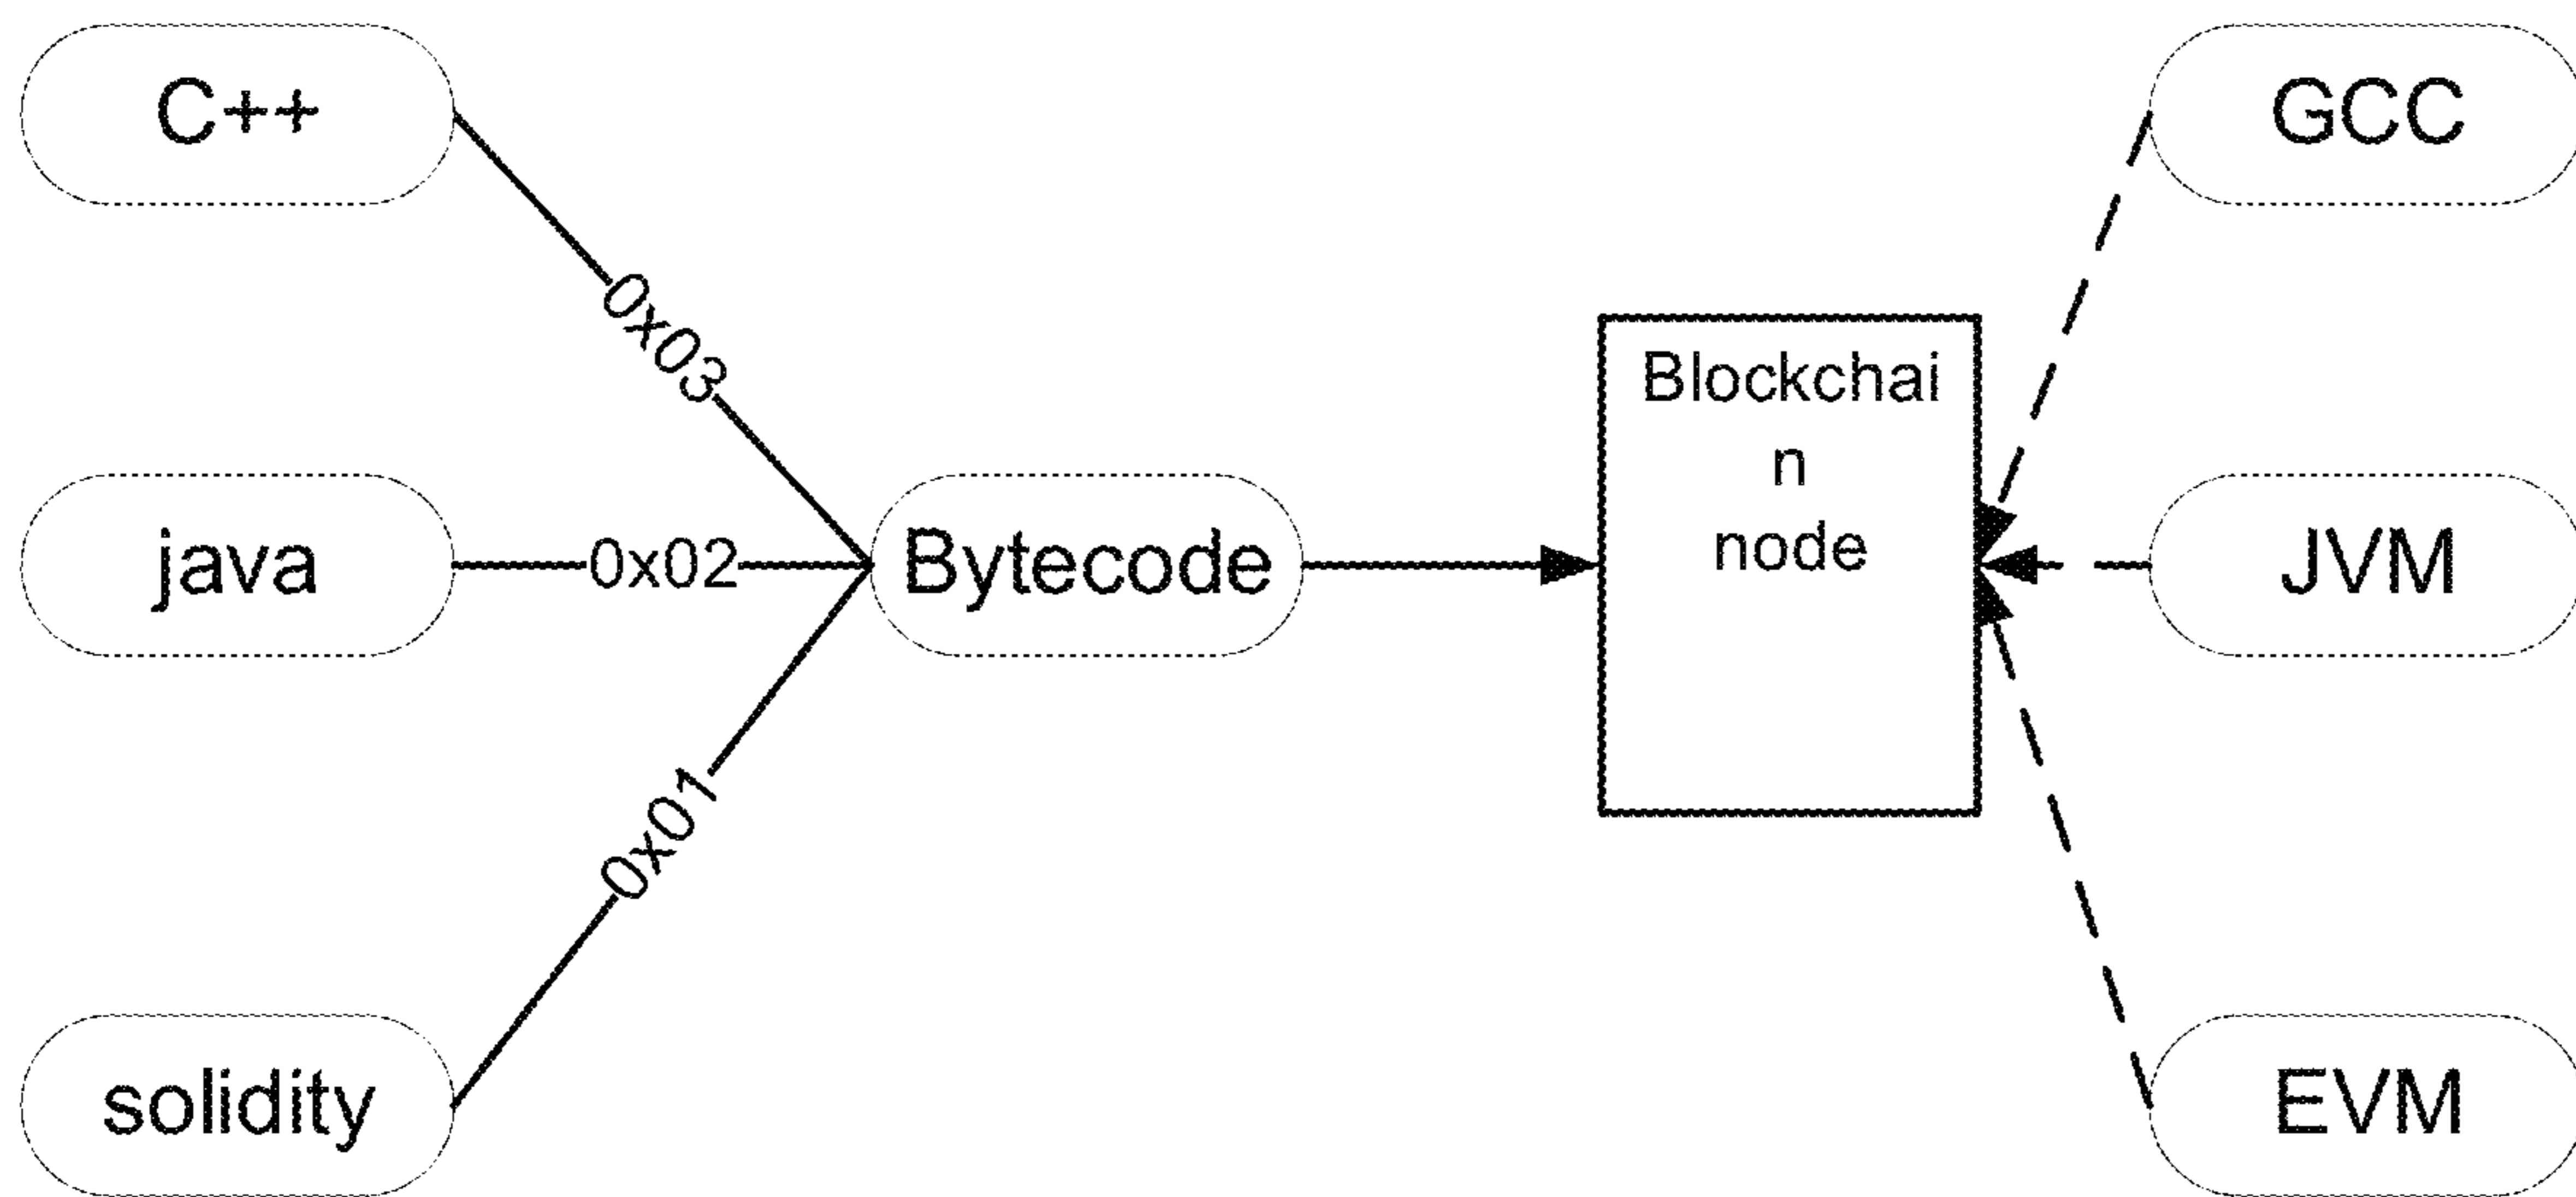 C++
GCC
0x03
Blockchai
n
node
java
0x02
Bytecode
JVM
0x01
solidity
EVM